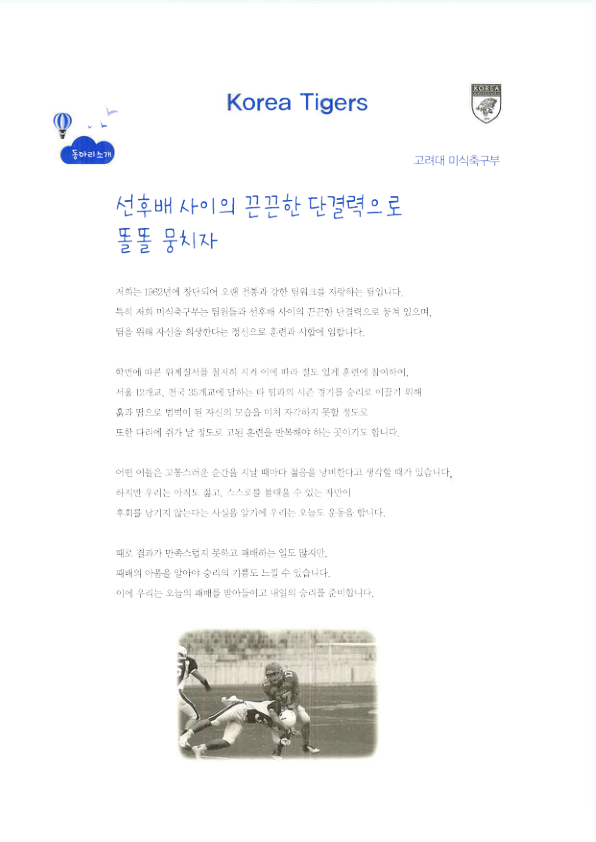 Korea Tigers
KOREA
동아리소개
고려대 미식축구부
선후배 사이의 끈끈한 단결력으로
똘똘 뭉치자
저희는 1962년에 창단되어 오랜 전통과 강한 팀워크를 자랑하는 팀입니다.
특히 저희 미식축구부는 팀원들과 선후배 사이의 끈끈한 단결력으로 뭉쳐 있으며,
팀을 위해 자신을 희생한다는 정신으로 훈련과 시합에 임합니다.
학번에 따른 위계질서를 철저히 지켜 이에 따라 질도 있게 훈련에 참여하여,
서울 12개교, 전국 35개교에 달하는 타 팀과의 시즌 경기를 승리로 이끌기 위해
흙과 땀으로 범벅이 된 자신의 모습을 미처 자각하지 못할 정도로
또한 다리에 쥐가 날 정도로 고된 훈련을 반복해야 하는 곳이기도 합니다.
어떤 이들은 고통스러운 순간을 지날 때마다 젊음을 낭비한다고 생각할 때가 있습니다,
하지만 우리는 아직도 젊고, 스스로를 불태울 수 있는 자만이
후회를 남기지 않는다는 사실을 알기에 우리는 오늘도 운동을 합니다.
때로 결과가 만족스럽지 못하고 패배하는 일도 많지만,
패배의 아픔을 알아야 승리의 기쁨도 느낄 수 있습니다.
이에 우리는 오늘의 패배를 받아들이고 내일의 승리를 준비합니다.
17